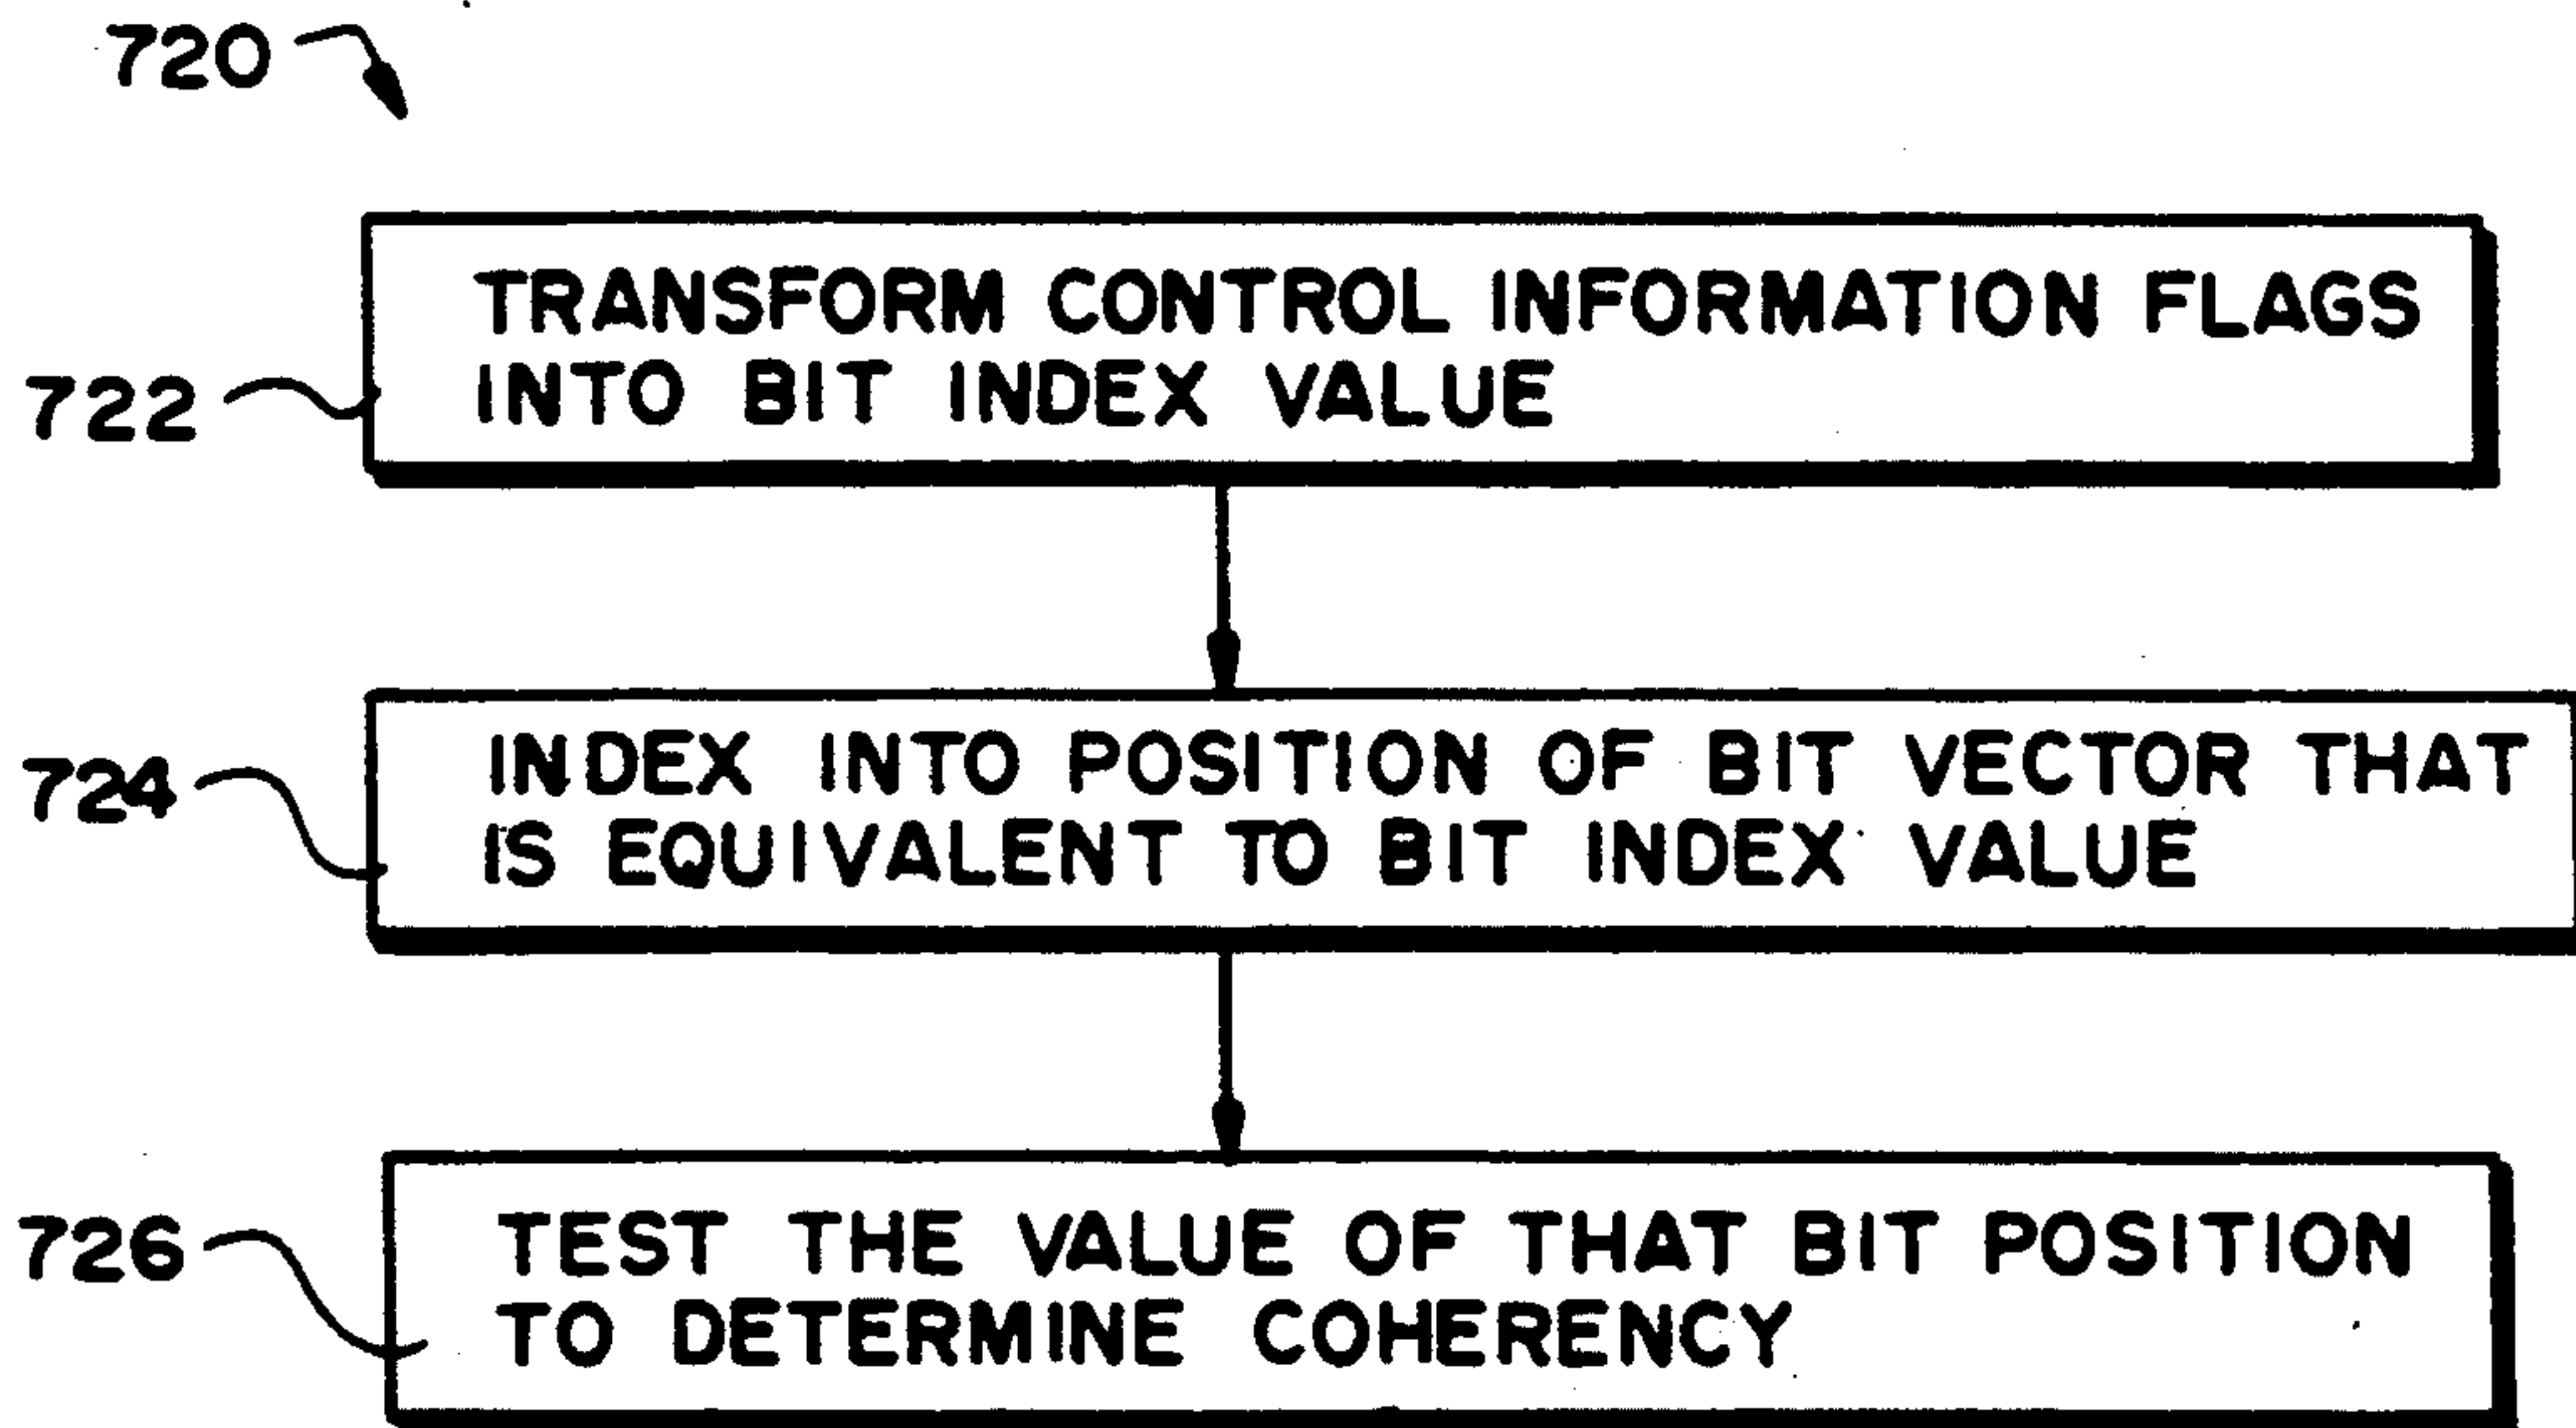 720
TRANSFORM CONTROL INFORMATION FLAGS
INTO BIT INDEX VALUE
722
INDEX INTO POSITION OF BIT VECTOR THAT
IS EQUIVALENT TO BIT INDEX VALUE
724
TEST THE VALUE OF THAT BIT POSITION
TO DETERMINE COHERENCY
726